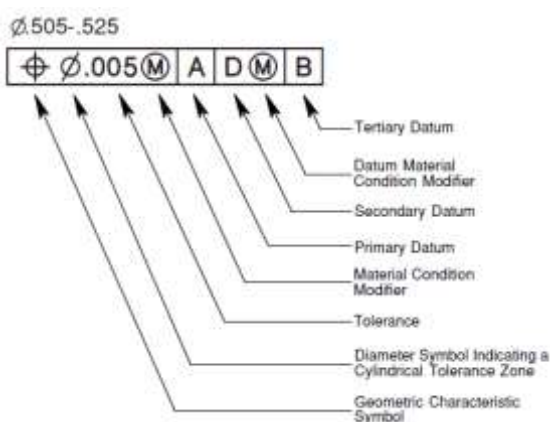 Ø.505-.525
⌖ Ø.005Ⓜ A DⓂ B
Tertiary Datum
Datum Material
Condition Modifier
Secondary Datum
Primary Datum
Material Condition
Modifier
Tolerance
Diameter Symbol Indicating a
Cylindrical Tolerance Zone
Geometric Characteristic
Symbol